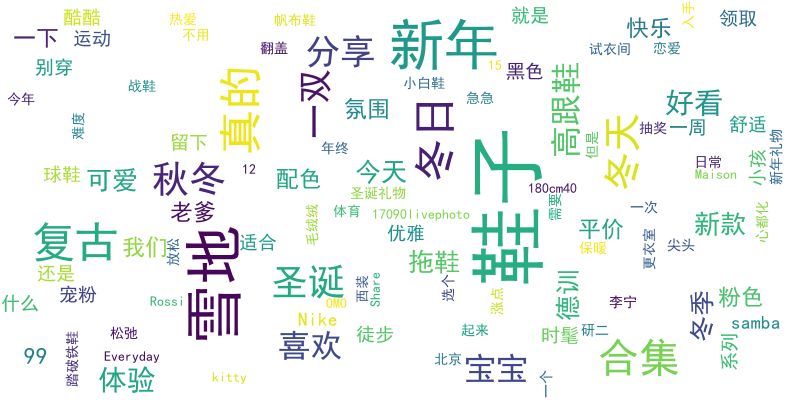 酷酷
热爱
帆布鞋
就是
入手
领取
一下
运动
不用
翻盖
分享
新年
快乐
试衣间
恋爱
别穿
战鞋
真的
一双
小白鞋
15
黑色
高跟鞋
今年
难度
留下
氛围
冬日
急急
但是
冬天
好看
抽奖
一周
舒适
年终
鞋子
日常
小孩
新年礼物
球鞋
可爱
秋冬
12
配色
今天
180cm40
Maison
圣诞礼物
老爹
毛绒绒
体育
17090livephoto
需要
一次
新款
心都化
复古
我们
放松
雪地
适合
优雅
平价
保暖
更衣室
尖头
还是
拖鞋
什么
宠粉
Rossi
圣诞
OMO
西装
Share
选个
涨点
德训
李宁
冬季
粉色
Nike
徒步
起来
时髦
研二
samba
松弛
喜欢
系列
99
踏破铁鞋
Everyday
体验
kitty
北京
宝宝
一个
合集